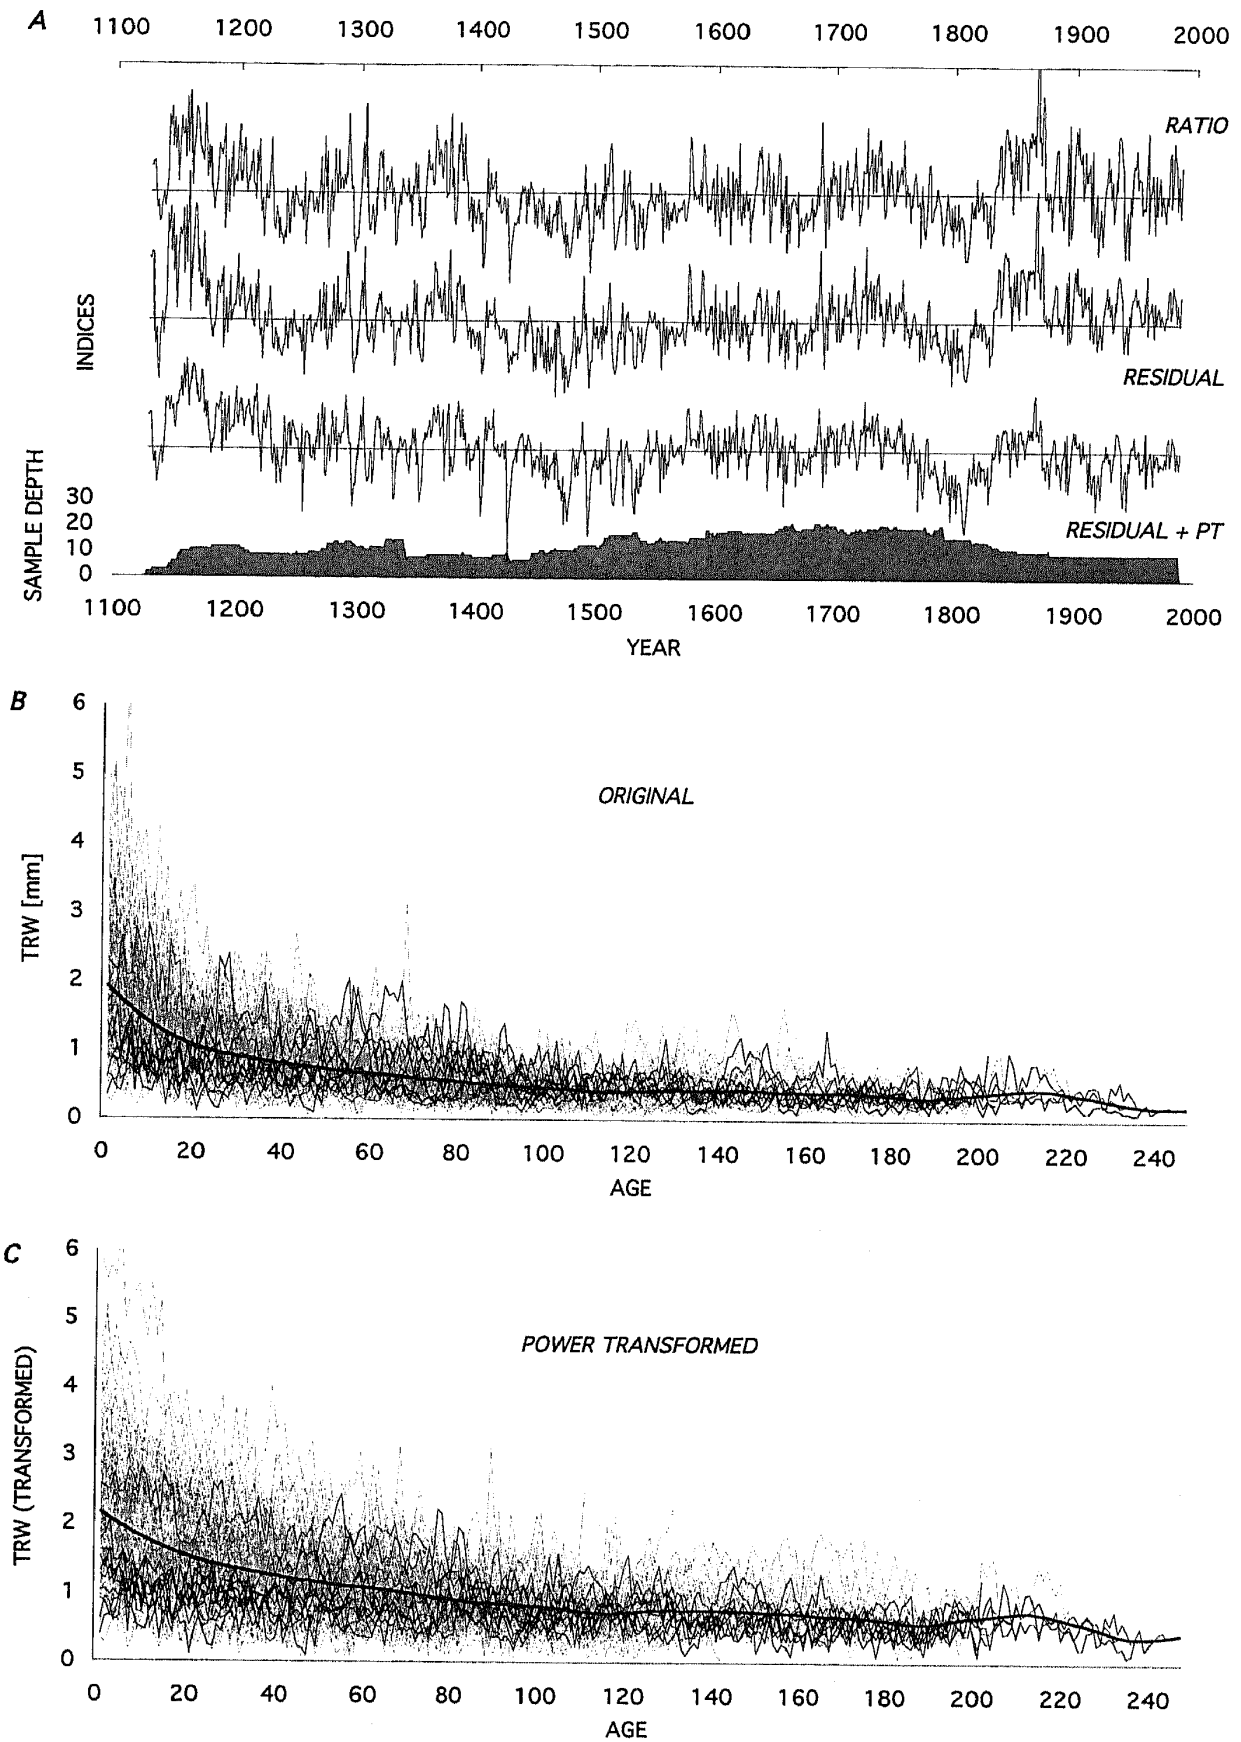 A
1100 1200 1300 1400 1500 1600 1700 1800 1900 2000
RATIO
INDICES
RESIDUAL
SAMPLE DEPTH
30
20
10
0
RESIDUAL + PT
1100 1200 1300 1400 1500 1600 1700 1800 1900 2000
YEAR
B
6
5
4
3
2
1
0
TRW [mm]
ORIGINAL
0 20 40 60 80 100 120 140 160 180 200 220 240
AGE
C
6
5
4
3
2
1
0
TRW (TRANSFORMED)
POWER TRANSFORMED
0 20 40 60 80 100 120 140 160 180 200 220 240
AGE